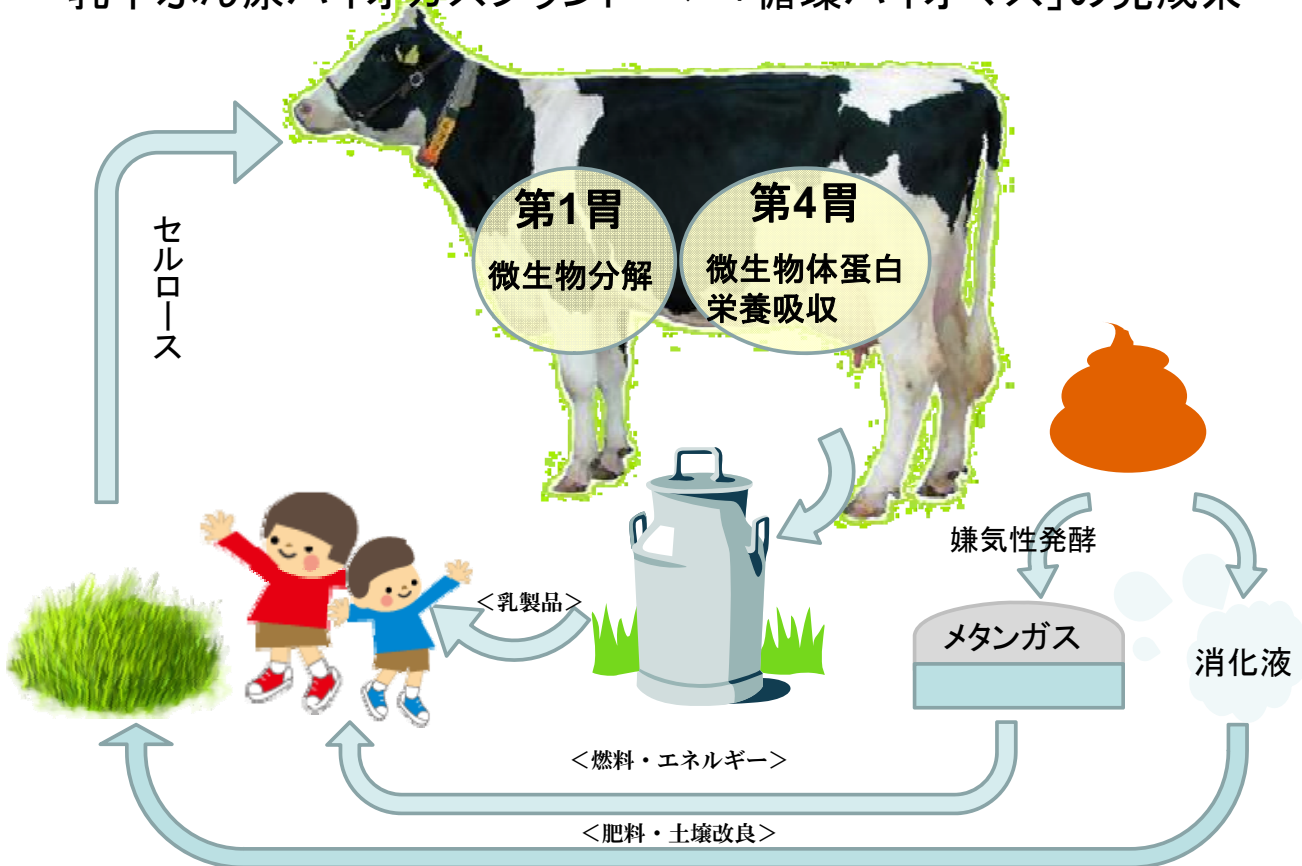 セルロース
第1胃
微生物分解
第4胃
微生物体蛋白
栄養吸収
嫌気性発酵
＜乳製品＞
メタンガス
消化液
＜燃料・エネルギー＞
＜肥料・土壌改良＞